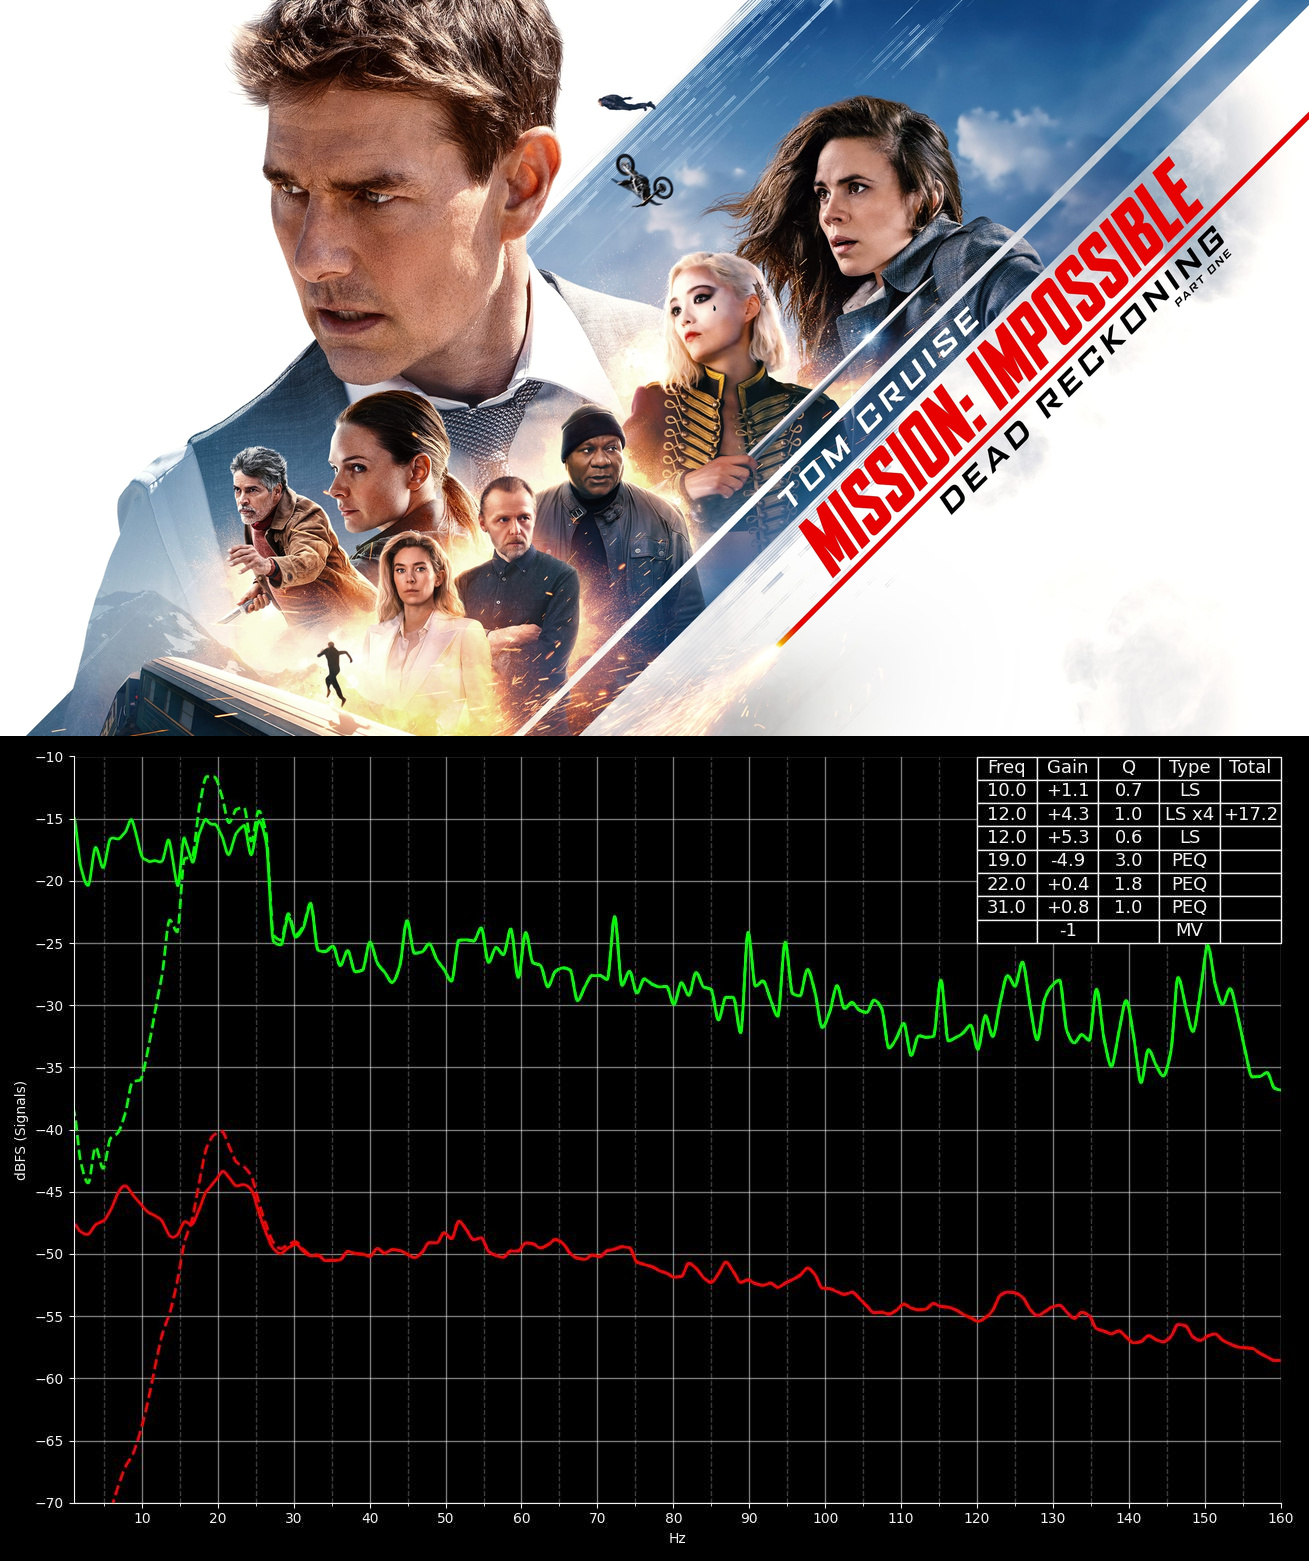 TOM CRUISE
MISSION: IMPOSSIBLE
DEAD RECKONING
PART ONE
Freq Gain Q Type Total
10.0 +1.1 0.7 LS
12.0 +4.3 1.0 LS x4 +17.2
12.0 +5.3 0.6 LS
19.0 -4.9 3.0 PEQ
22.0 +0.4 1.8 PEQ
31.0 +0.8 1.0 PEQ
-1 MV
−10
−15
−20
−25
−30
−35
−40
−45
−50
−55
−60
−65
−70
dBFS (Signals)
10 20 30 40 50 60 70 80 90 100 110 120 130 140 150 160
Hz